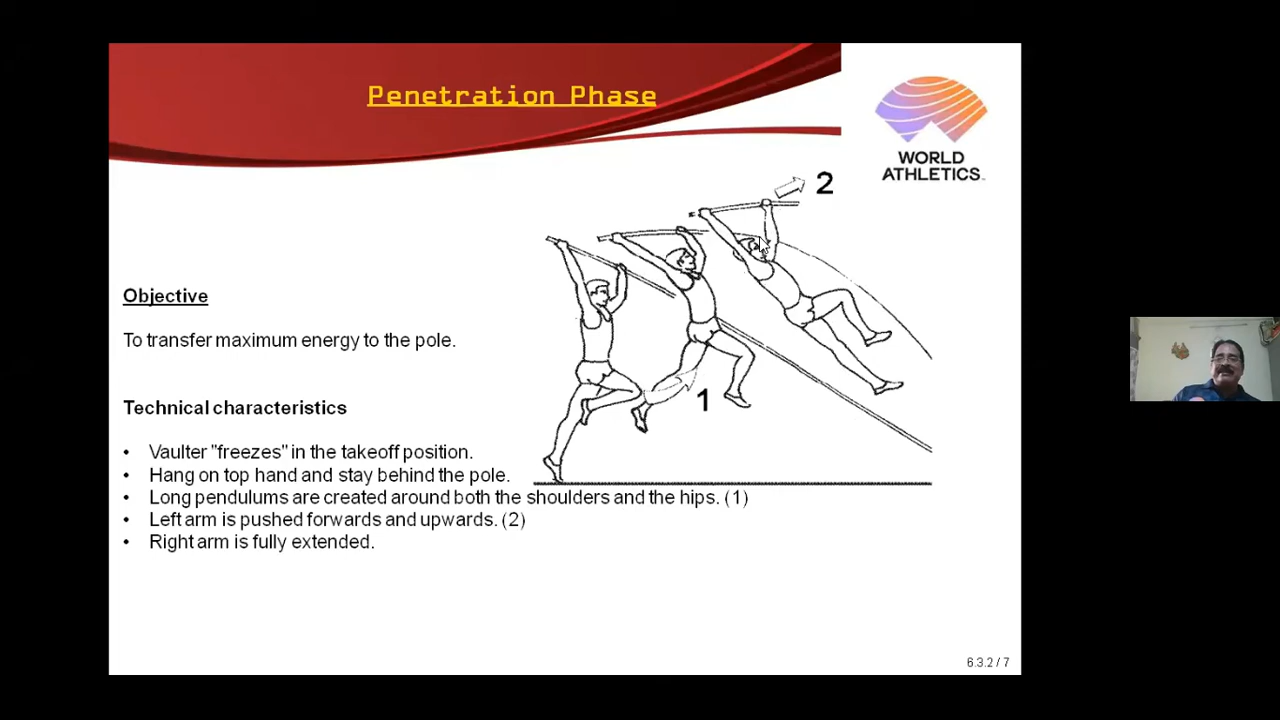 Penetration Phase
WORLD
ATHLETICS
2
1
Objective
To transfer maximum energy to the pole.
Technical characteristics
• Vaulter "freezes" in the takeoff position.
• Hang on top hand and stay behind the pole.
• Long pendulums are created around both the shoulders and the hips. (1)
• Left arm is pushed forwards and upwards. (2)
• Right arm is fully extended.
6.3.2 / 7